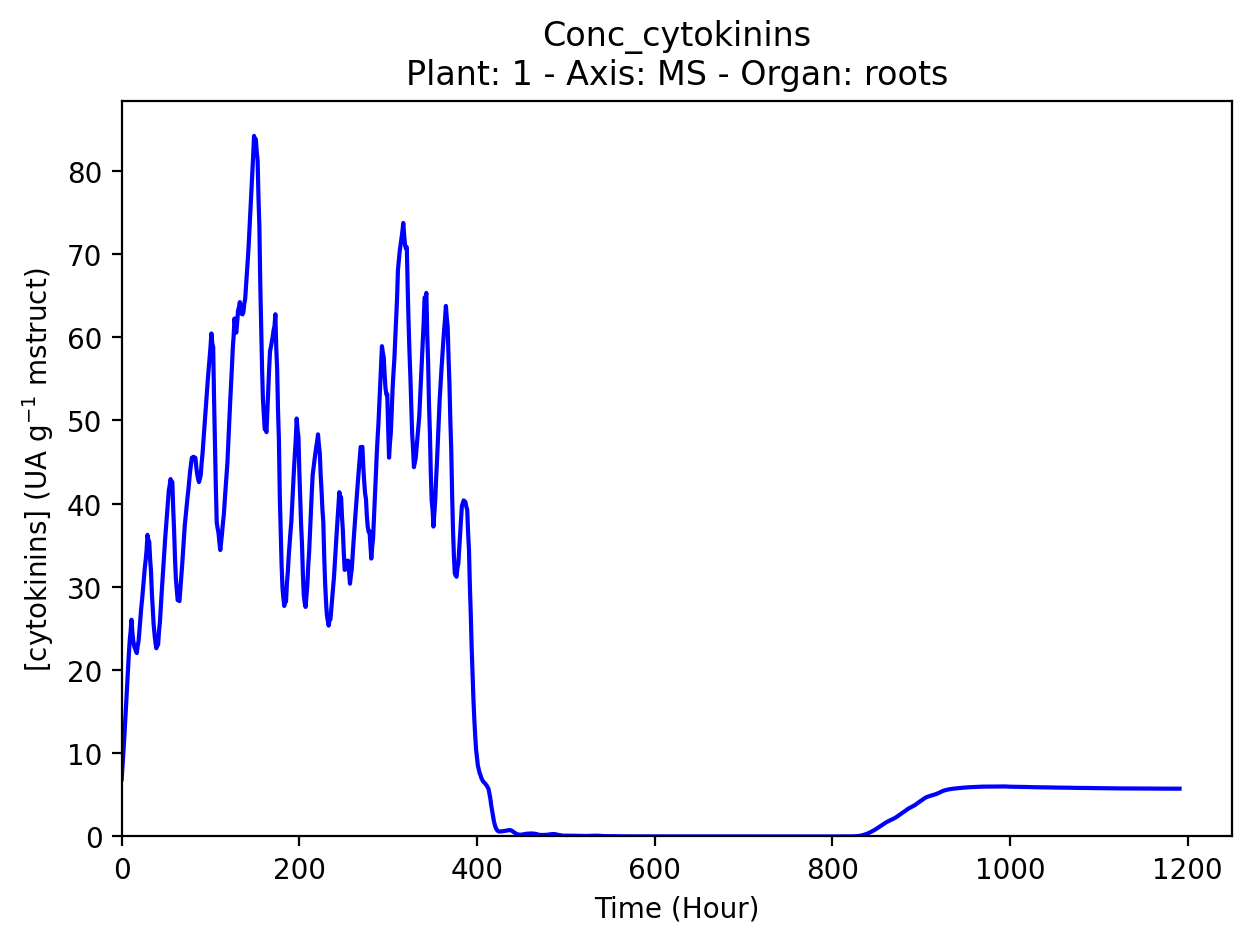 Conc_cytokinins
Plant: 1 - Axis: MS - Organ: roots
[cytokinins] (UA g⁻¹ mstruct)
80
70
60
50
40
30
20
10
0
0 200 400 600 800 1000 1200
Time (Hour)